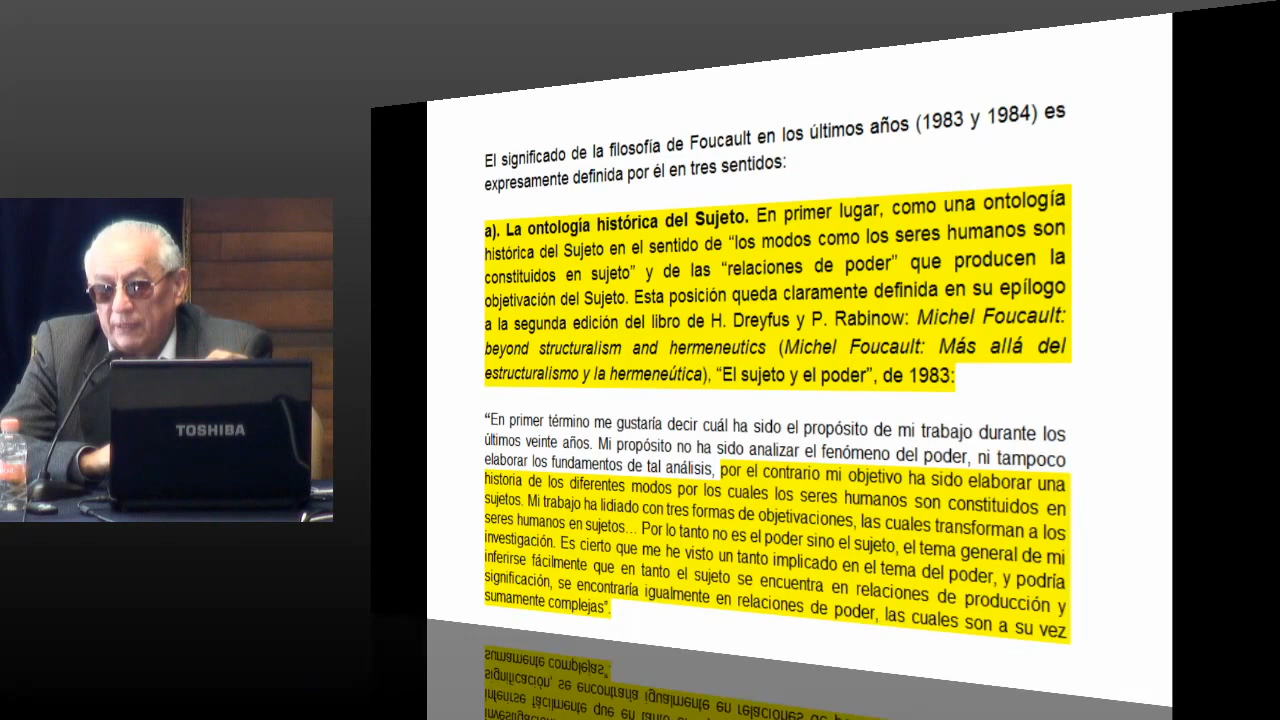 El significado de la filosofía de Foucault en los últimos años (1983 y 1984) es
expresamente definida por él en tres sentidos:
a). La ontología histórica del Sujeto. En primer lugar, como una ontología
histórica del Sujeto en el sentido de “los modos como los seres humanos son
constituidos en sujeto” y de las “relaciones de poder” que producen la
objetivación del Sujeto. Esta posición queda claramente definida en su epílogo
a la segunda edición del libro de H. Dreyfus y P. Rabinow: Michel Foucault:
beyond structuralism and hermeneutics (Michel Foucault: Más allá del
estructuralismo y la hermeneútica), “El sujeto y el poder”, de 1983:
“En primer término me gustaría decir cuál ha sido el propósito de mi trabajo durante los
últimos veinte años. Mi propósito no ha sido analizar el fenómeno del poder, ni tampoco
elaborar los fundamentos de tal análisis, por el contrario mi objetivo ha sido elaborar una
historia de los diferentes modos por los cuales los seres humanos son constituidos en
sujetos. Mi trabajo ha lidiado con tres formas de objetivaciones, las cuales transforman a los
seres humanos en sujetos… Por lo tanto no es el poder sino el sujeto, el tema general de mi
investigación. Es cierto que me he visto un tanto implicado en el tema del poder, y podría
inferirse fácilmente que en tanto el sujeto se encuentra en relaciones de producción y
significación, se encontraría igualmente en relaciones de poder, las cuales son a su vez
sumamente complejas”.
TOSHIBA